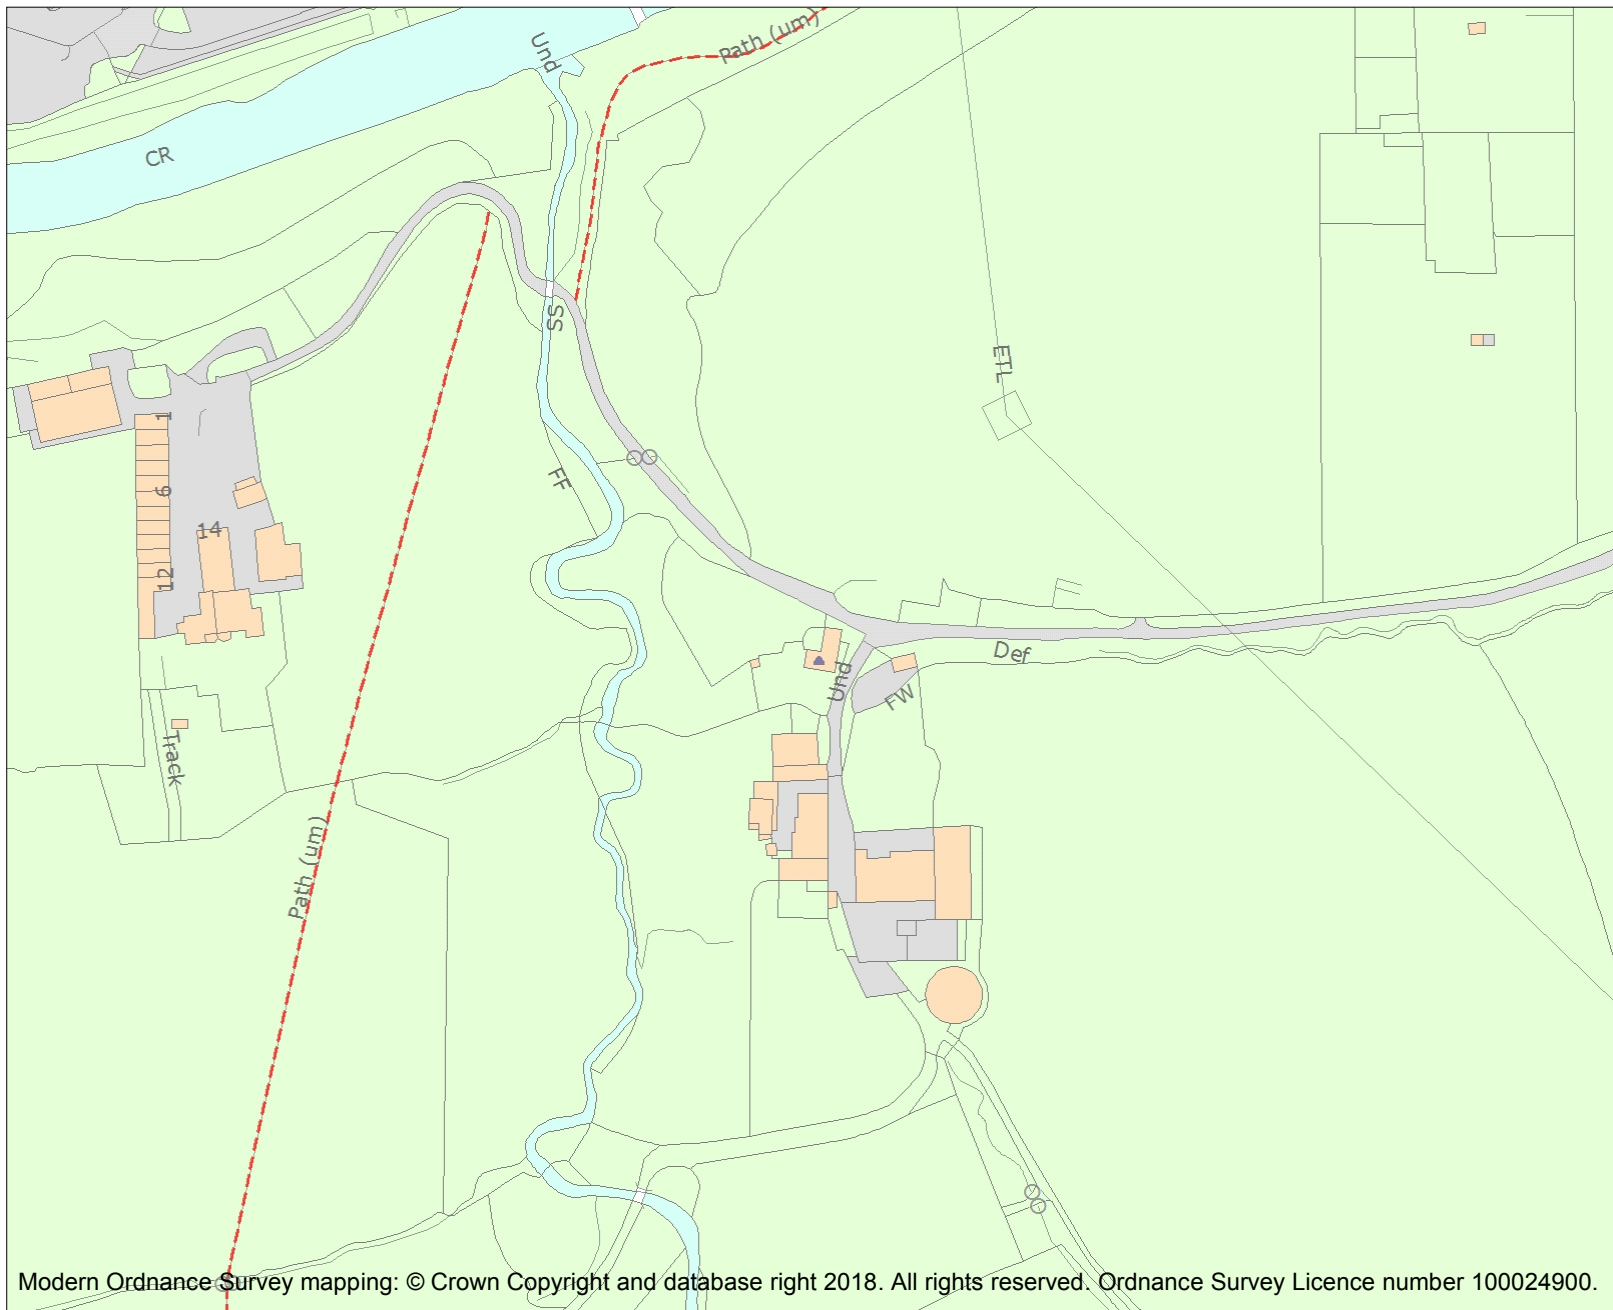 Und
Path (um)
CR
SS
ETL
1
FF
6
14
12
Def
Und
FW
Track
Path (um)
Modern Ordnance Survey mapping: © Crown Copyright and database right 2018. All rights reserved. Ordnance Survey Licence number 100024900.